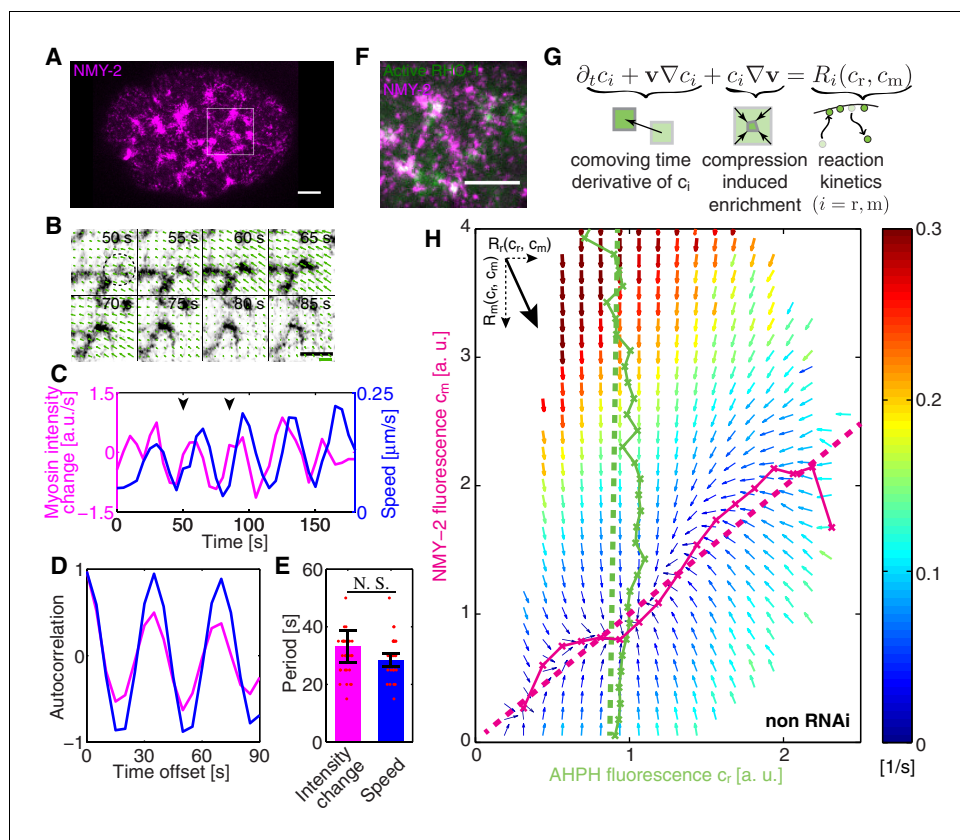 A
NMY-2
B
50 s
55 s
60 s
65 s
70 s
75 s
80 s
85 s
C
Myosin intensity
change [a.u./s]
1.5
0
-1.5
0.25
0
Speed [µm/s]
0
50
100
150
Time [s]
D
Autocorrelation
1
0
−1
0
30
60
90
Time offset [s]
E
N. S.
Period [s]
60
40
20
0
Intensity
change
Speed
F
Active RHO-1
NMY-2
G
∂ₜcᵢ + v∇cᵢ + cᵢ∇v = Rᵢ(cᵣ, cₘ)
comoving time
derivative of cᵢ
compression
induced
enrichment
reaction
kinetics
(i = r, m)
H
Rᵣ(cᵣ, cₘ)
Rₘ(cᵣ, cₘ)
NMY−2 fluorescence cₘ [a. u.]
4
3
2
1
0
0
1
2
AHPH fluorescence cᵣ [a. u.]
non RNAi
0.3
0.2
0.1
0
[1/s]